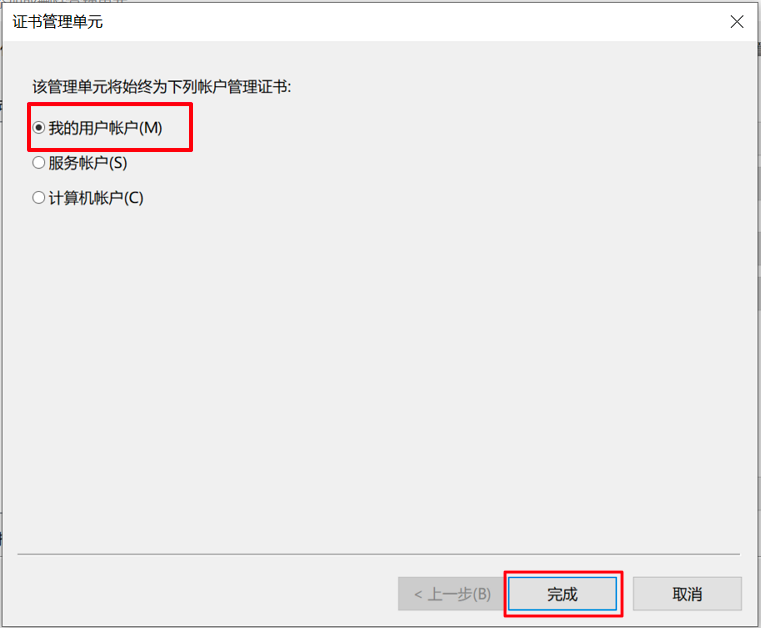 证书管理单元
该管理单元将始终为下列帐户管理证书:
我的用户帐户(M)
服务帐户(S)
计算机帐户(C)
< 上一步(B)
完成
取消